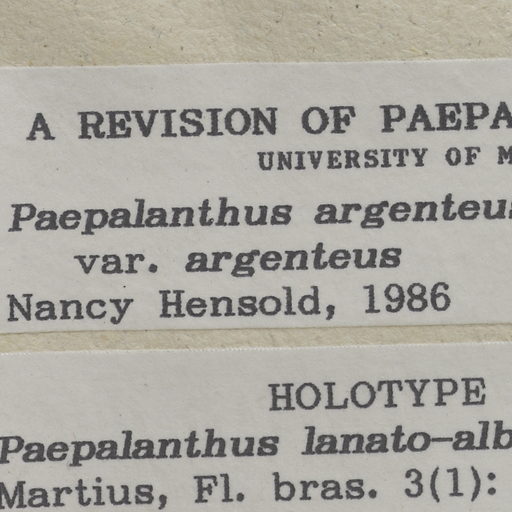 A REVISION OF PAEPA
UNIVERSITY OF M
Paepalanthus argenteus
var. argenteus
Nancy Hensold, 1986
HOLOTYPE
Paepalanthus lanato-alb
Martius, Fl. bras. 3(1):